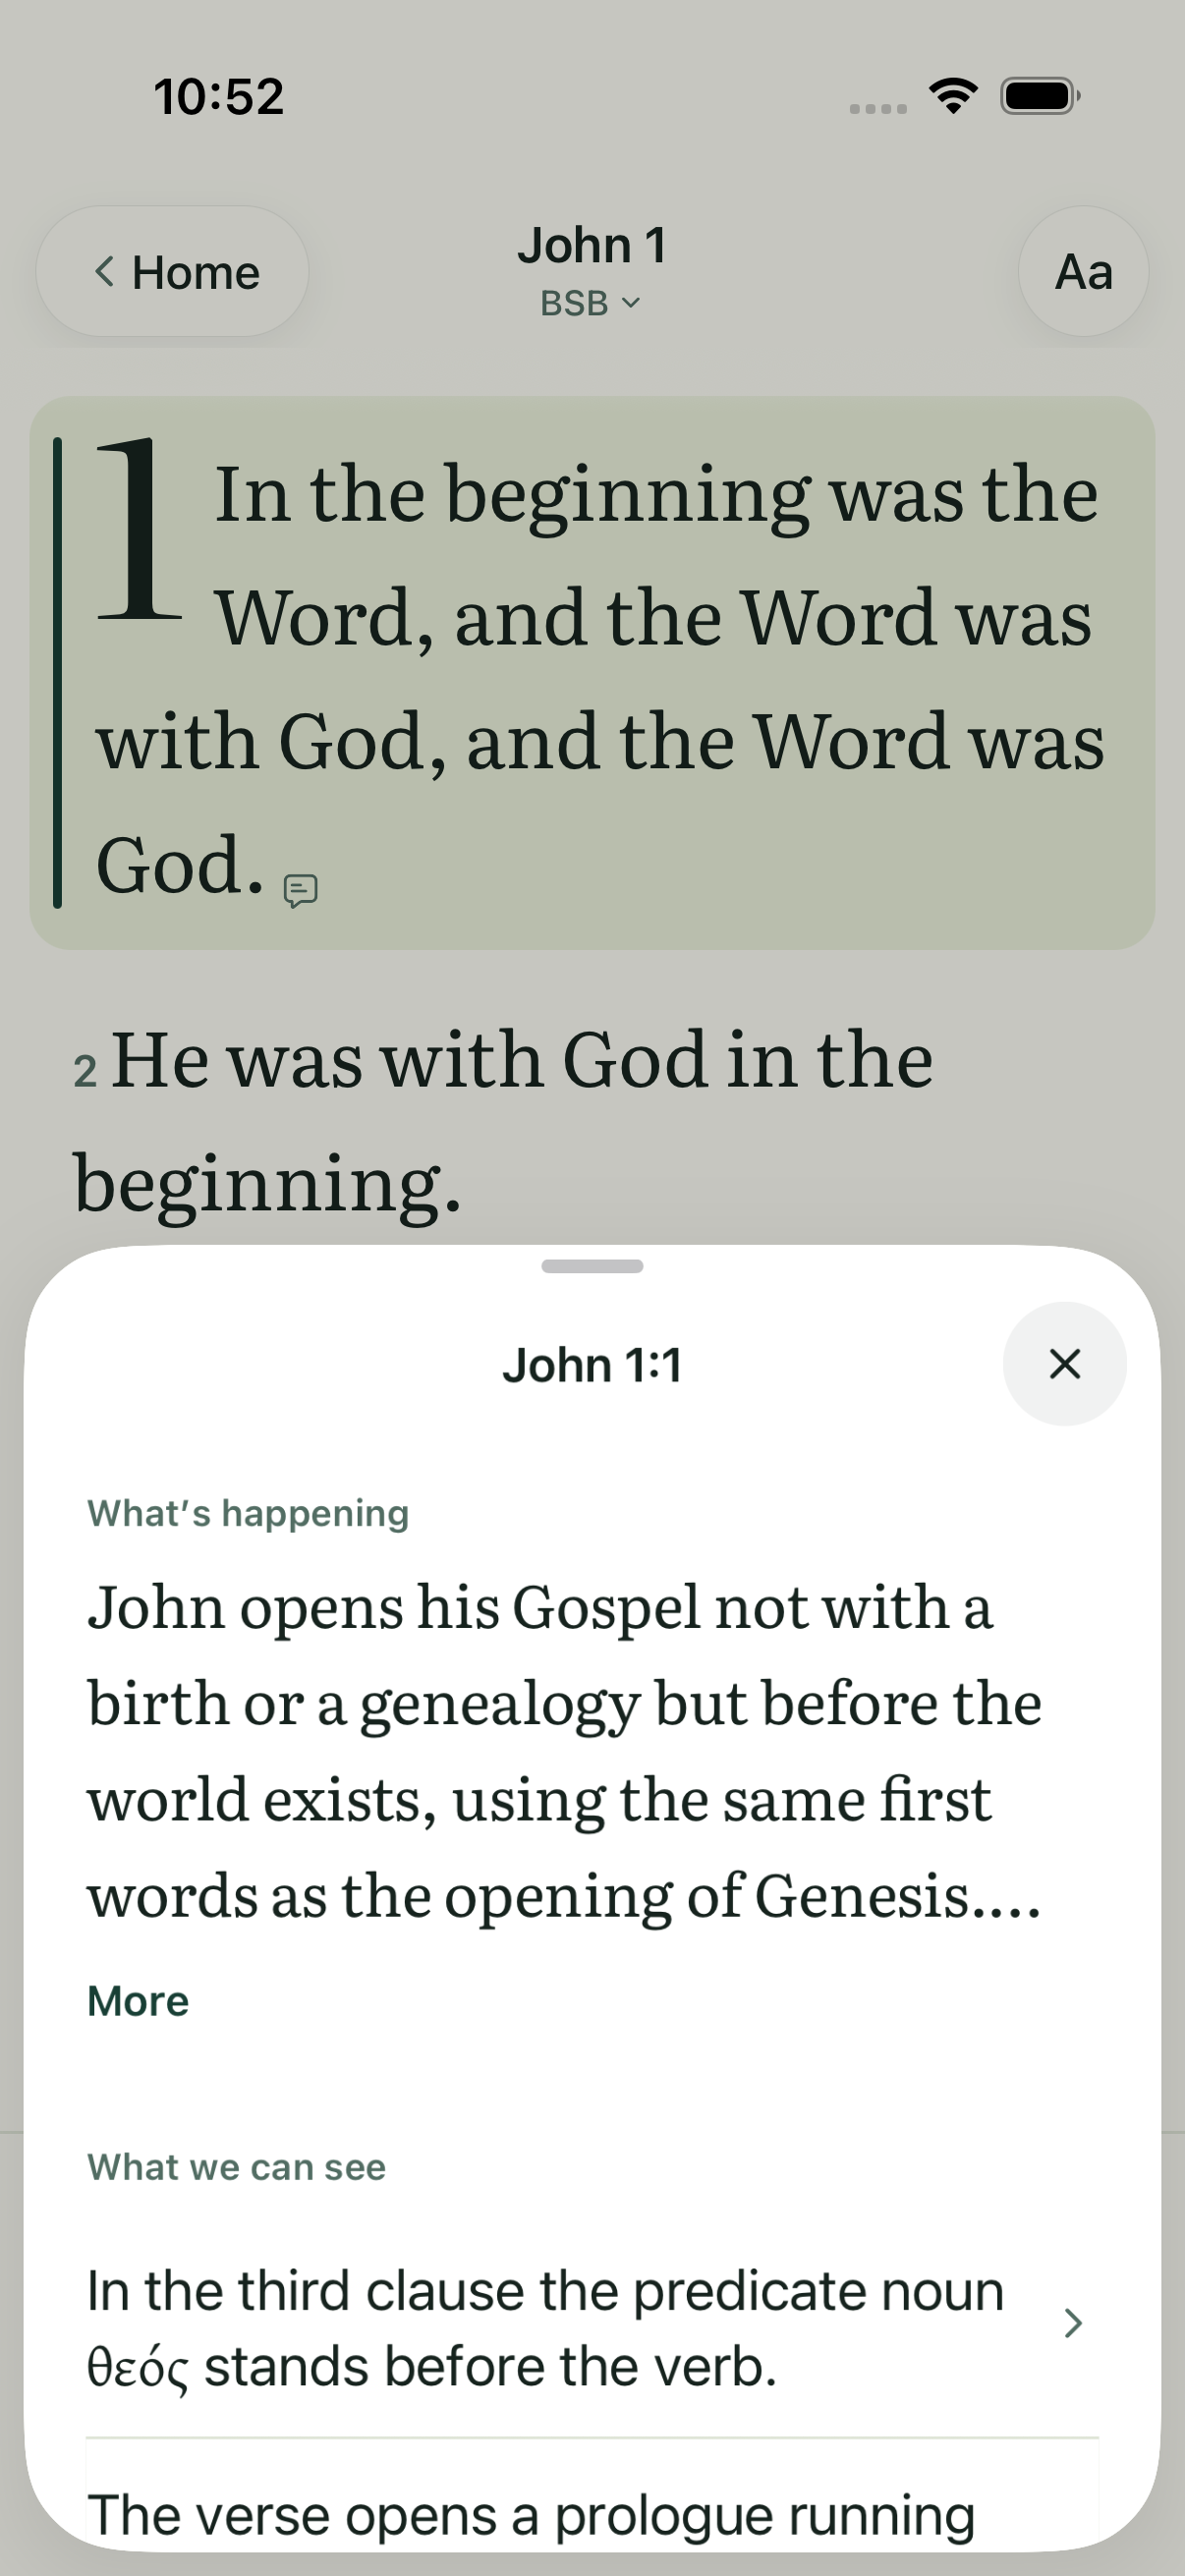 10:52
Home
John 1
BSB
Aa
1 In the beginning was the
Word, and the Word was
with God, and the Word was
God.
2 He was with God in the
beginning.
John 1:1
What’s happening
John opens his Gospel not with a
birth or a genealogy but before the
world exists, using the same first
words as the opening of Genesis....
More
What we can see
In the third clause the predicate noun
θεός stands before the verb.
The verse opens a prologue running